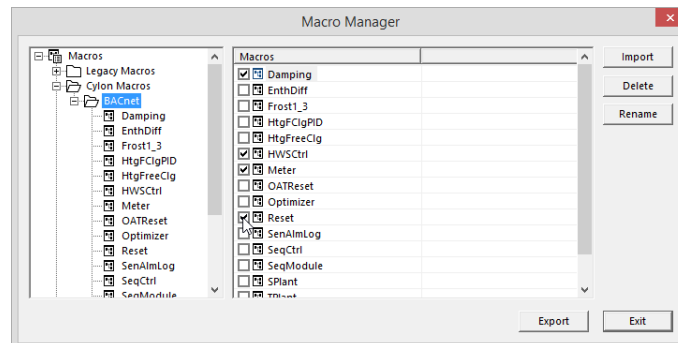 Macro Manager
Macros
Legacy Macros
Cylon Macros
BACnet
Damping
EnthDiff
Frost1_3
HtgFClgPID
HtgFreeClg
HWSCtrl
Meter
OATReset
Optimizer
Reset
SenAlmLog
SeqCtrl
SeqModule
Macros
Damping
EnthDiff
Frost1_3
HtgFClgPID
HtgFreeClg
HWSCtrl
Meter
OATReset
Optimizer
Reset
SenAlmLog
SeqCtrl
SeqModule
SPlant
TPlant
Import
Delete
Rename
Export
Exit